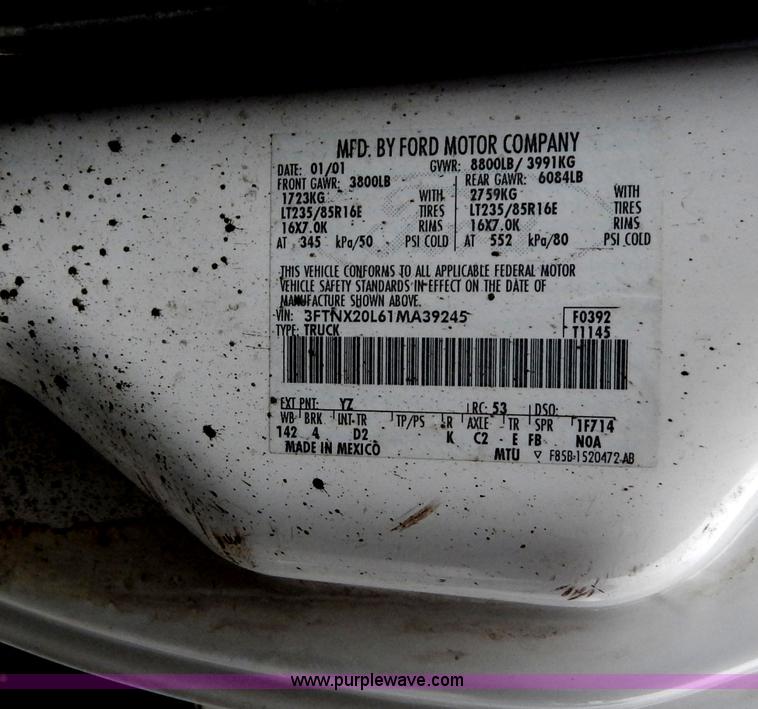 MFD. BY FORD MOTOR COMPANY
DATE: 01/01 GVWR: 8800LB/3991KG
FRONT GAWR: 3800LB REAR GAWR: 6084LB
1723KG WITH 2759KG WITH
LT235/85R16E TIRES LT235/85R16E TIRES
16X7.0K RIMS 16X7.0K RIMS
AT 345 kPa/50 PSI COLD AT 552 kPa/80 PSI COLD
THIS VEHICLE CONFORMS TO ALL APPLICABLE FEDERAL MOTOR
VEHICLE SAFETY STANDARDS IN EFFECT ON THE DATE OF
MANUFACTURE SHOWN ABOVE.
VIN: 3FTNX20L61MA39245 F0392
TYPE: TRUCK T1145
EXT PNT: YZ RC: 53 DSO:
WB BRK INT TR TP/PS R AXLE TR SPR 1F714
142 4 D2 K C2 - E FB N0A
MADE IN MEXICO MTU ▽ F85B-1520472-AB
www.purplewave.com